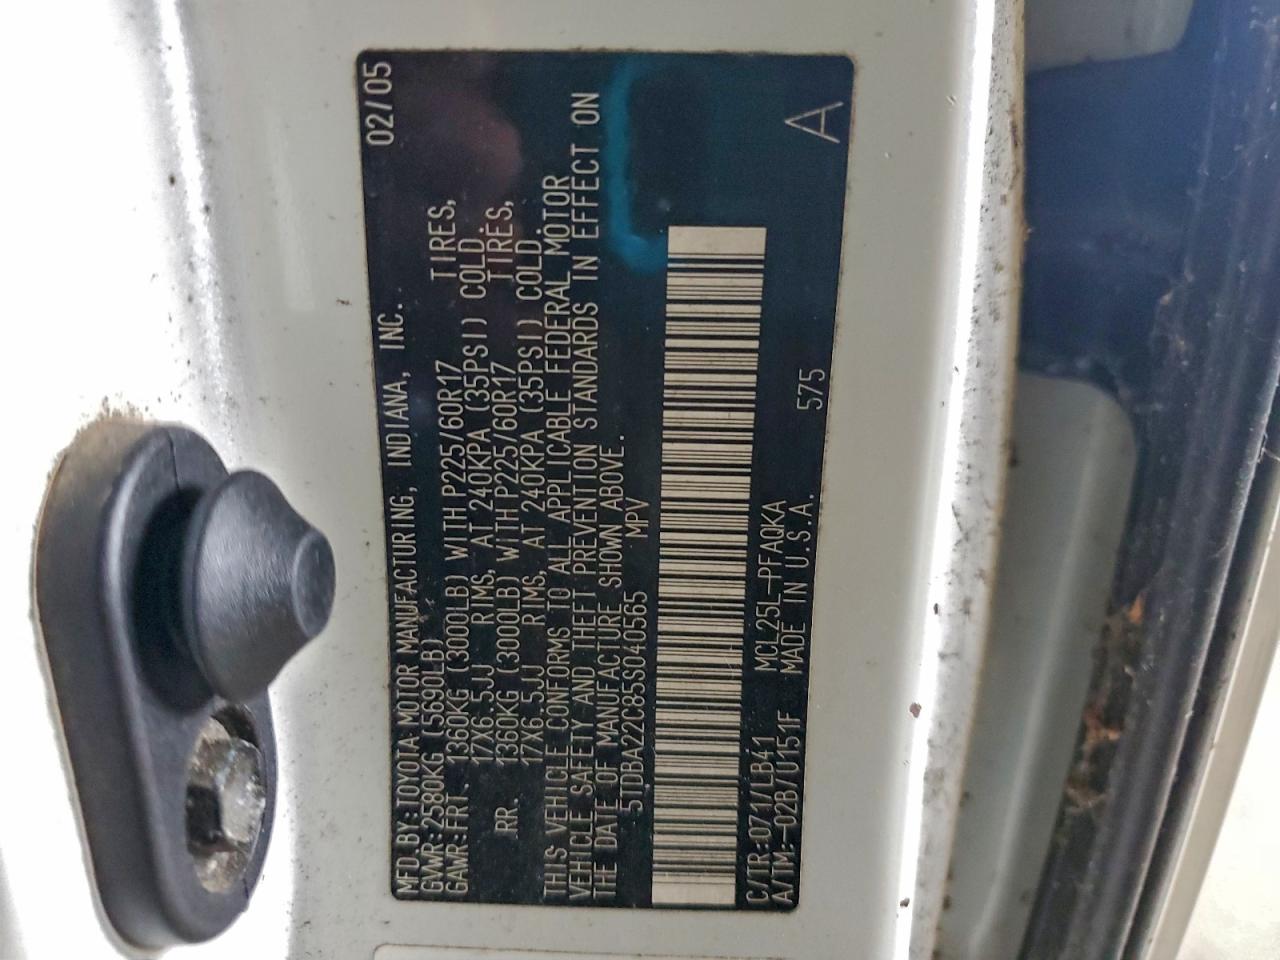 MFD.BY:TOYOTA MOTOR MANUFACTURING, INDIANA, INC. 02/05
GVWR:2580KG (5690LB)
GAWR:FRT. 1360KG (3000LB) WITH P225/60R17 TIRES,
17X6.5JJ RIMS, AT 240KPA (35PSI) COLD.
RR. 1360KG (3000LB) WITH P225/60R17 TIRES,
17X6.5JJ RIMS, AT 240KPA (35PSI) COLD.
THIS VEHICLE CONFORMS TO ALL APPLICABLE FEDERAL MOTOR
VEHICLE SAFETY AND THEFT PREVENTION STANDARDS IN EFFECT ON
THE DATE OF MANUFACTURE SHOWN ABOVE.
5TDBA22C85S040565 MPV
C/TR:071/LB41 MCL25L-PFAQKA 575 A
A/TM:-02B/U151F MADE IN U.S.A.